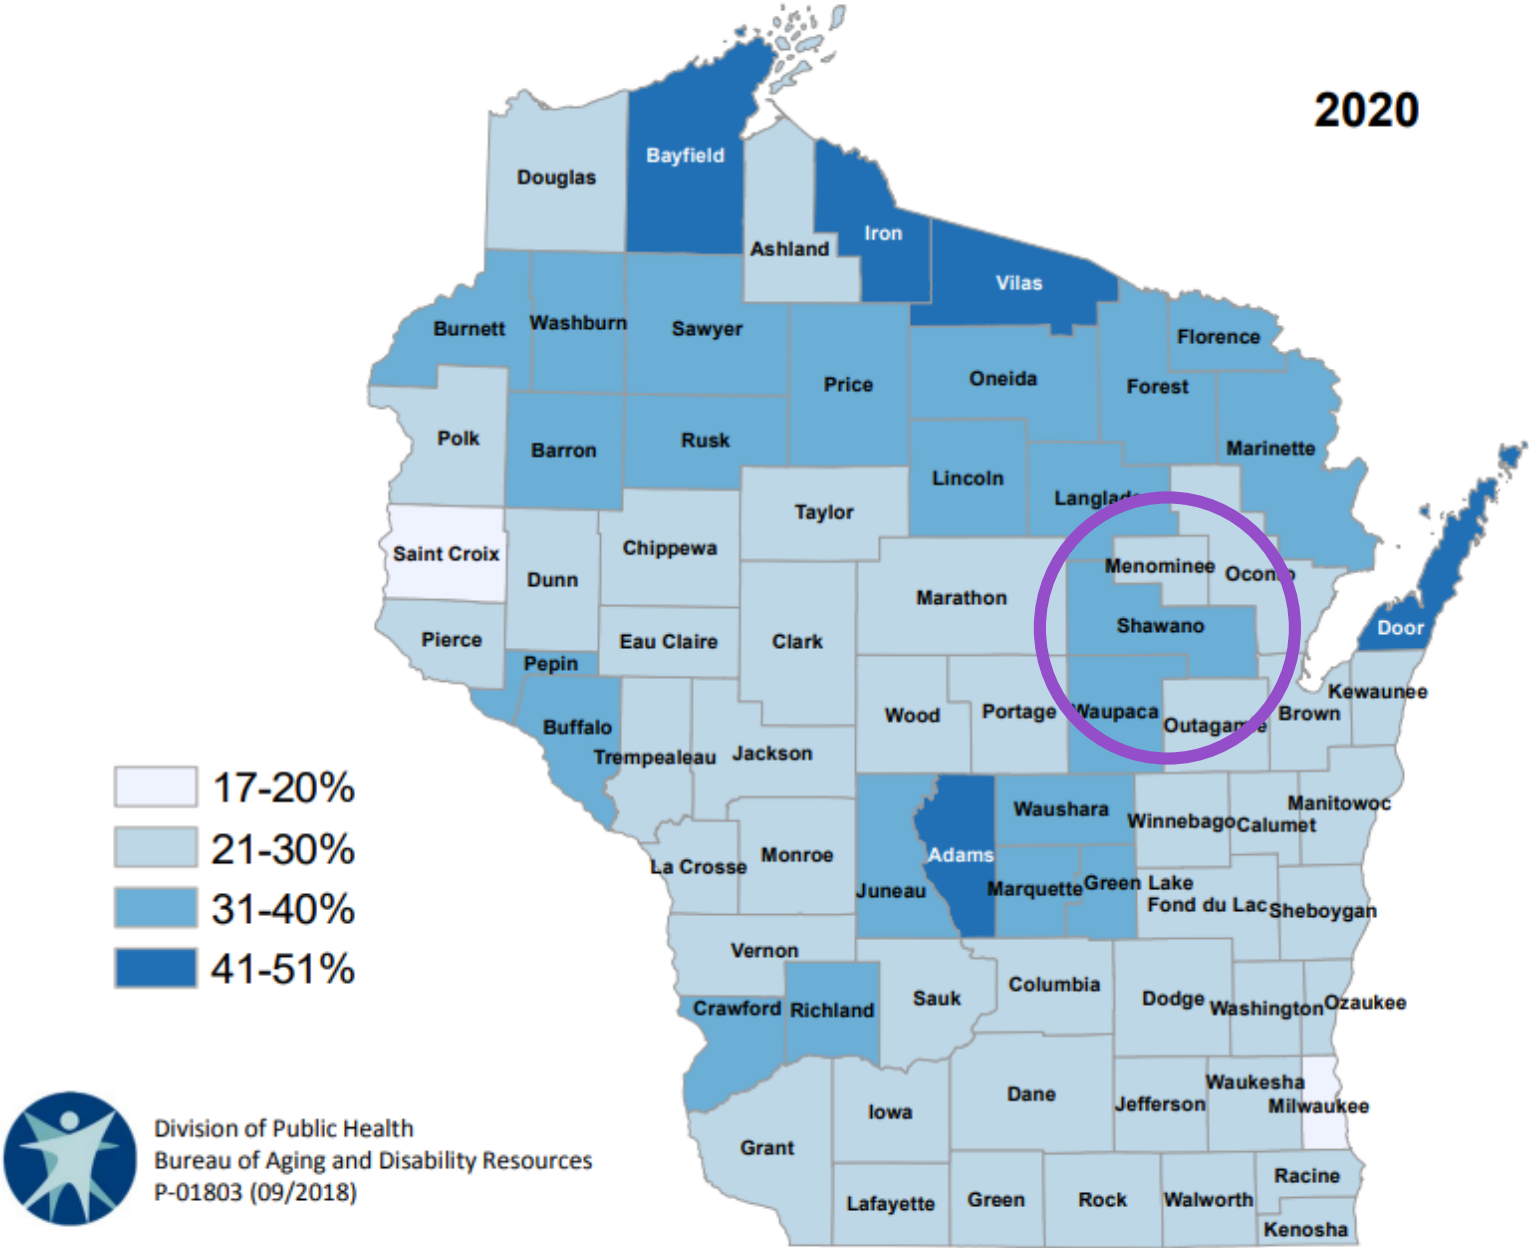 2020
Bayfield
Douglas
Iron
Ashland
Vilas
Burnett
Washburn
Sawyer
Florence
Price
Oneida
Forest
Polk
Barron
Rusk
Marinette
Lincoln
Langlade
Taylor
Saint Croix
Chippewa
Dunn
Menominee
Oconto
Marathon
Pierce
Eau Claire
Clark
Shawano
Door
Pepin
Kewaunee
Buffalo
Wood
Portage
Waupaca
Outagamie
Brown
Trempealeau
Jackson
17-20%
21-30%
31-40%
41-51%
Waushara
Manitowoc
Winnebago
Calumet
La Crosse
Monroe
Adams
Juneau
Marquette
Green Lake
Fond du Lac
Sheboygan
Vernon
Crawford
Richland
Sauk
Columbia
Dodge
Washington
Ozaukee
Waukesha
Milwaukee
Dane
Jefferson
Iowa
Grant
Lafayette
Green
Rock
Walworth
Racine
Kenosha
Division of Public Health
Bureau of Aging and Disability Resources
P-01803 (09/2018)